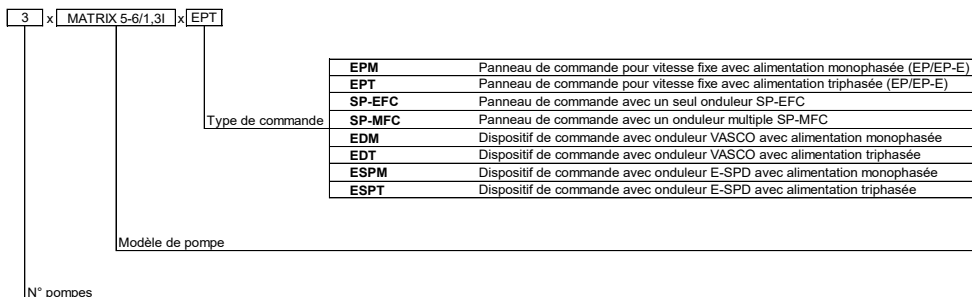 3 x MATRIX 5-6/1,3I x EPT
EPM Panneau de commande pour vitesse fixe avec alimentation monophasée (EP/EP-E)
EPT Panneau de commande pour vitesse fixe avec alimentation triphasée (EP/EP-E)
SP-EFC Panneau de commande avec un seul onduleur SP-EFC
Type de commande SP-MFC Panneau de commande avec un onduleur multiple SP-MFC
EDM Dispositif de commande avec onduleur VASCO avec alimentation monophasée
EDT Dispositif de commande avec onduleur VASCO avec alimentation triphasée
ESPM Dispositif de commande avec onduleur E-SPD avec alimentation monophasée
ESPT Dispositif de commande avec onduleur E-SPD avec alimentation triphasée
Modèle de pompe
N° pompes